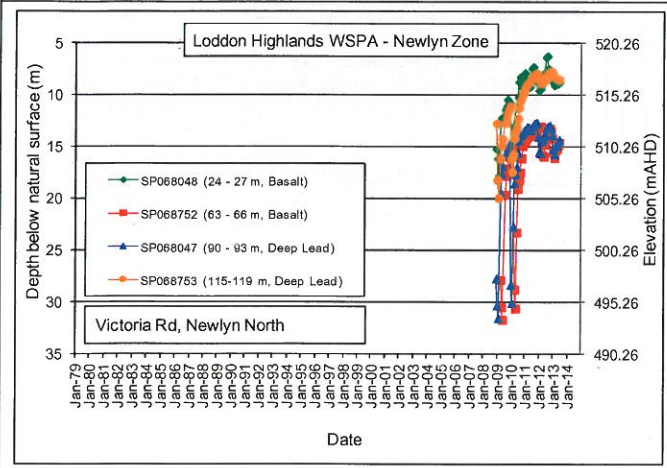 Loddon Highlands WSPA - Newlyn Zone
Depth below natural surface (m)
5
10
15
20
25
30
35
520.26
515.26
510.26
505.26
500.26
495.26
490.26
Elevation (mAHD)
SP068048 (24 - 27 m, Basalt)
SP068752 (63 - 66 m, Basalt)
SP068047 (90 - 93 m, Deep Lead)
SP068753 (115-119 m, Deep Lead)
Victoria Rd, Newlyn North
Jan-79
Jan-80
Jan-81
Jan-82
Jan-83
Jan-84
Jan-85
Jan-86
Jan-87
Jan-88
Jan-89
Jan-90
Jan-91
Jan-92
Jan-93
Jan-94
Jan-95
Jan-96
Jan-97
Jan-98
Jan-99
Jan-00
Jan-01
Jan-02
Jan-03
Jan-04
Jan-05
Jan-06
Jan-07
Jan-08
Jan-09
Jan-10
Jan-11
Jan-12
Jan-13
Jan-14
Date